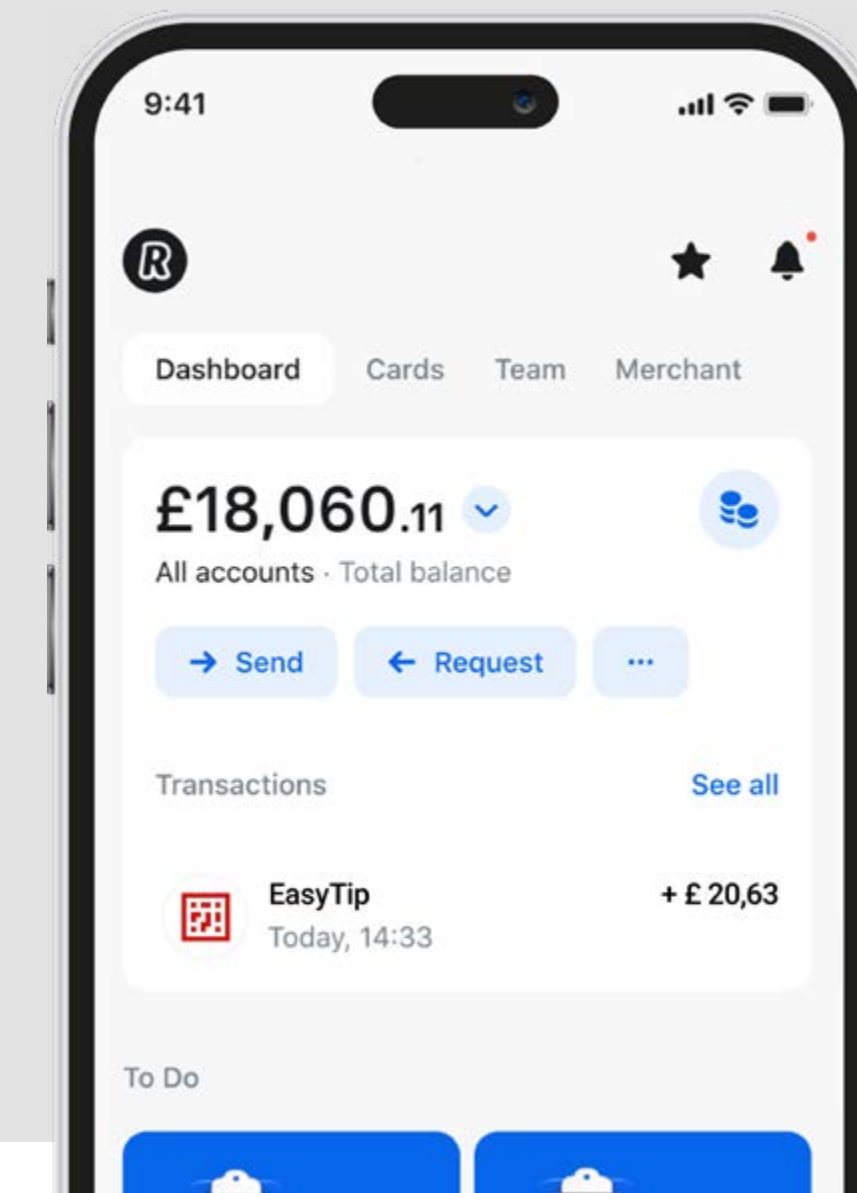 9:41
R
Dashboard Cards Team Merchant
£18,060.11
All accounts · Total balance
→ Send ← Request ...
Transactions See all
EasyTip + £ 20,63
Today, 14:33
To Do